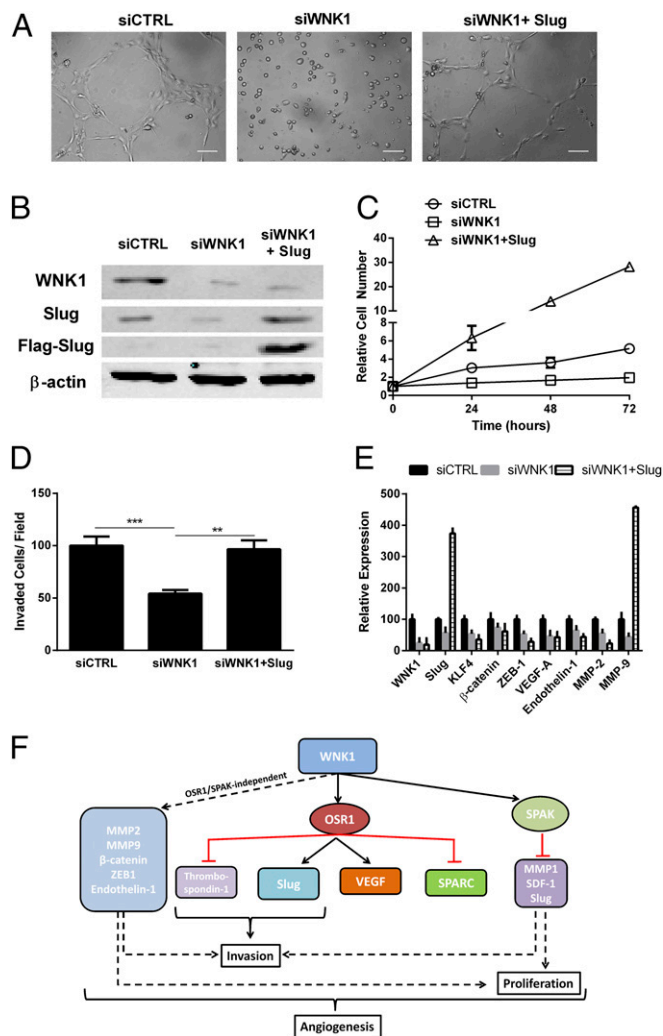 A
siCTRL
siWNK1
siWNK1+ Slug
B
siCTRL
siWNK1
siWNK1
+ Slug
WNK1
Slug
Flag-Slug
β-actin
C
siCTRL
siWNK1
siWNK1+Slug
Relative Cell Number
40
30
20
10
8
6
4
2
0
0
24
48
72
Time (hours)
D
Invaded Cells/ Field
150
100
50
0
***
**
siCTRL
siWNK1
siWNK1+Slug
E
siCTRL
siWNK1
siWNK1+Slug
Relative Expression
500
400
300
200
100
0
WNK1
Slug
KLF4
β-catenin
ZEB-1
VEGF-A
Endothelin-1
MMP-2
MMP-9
F
WNK1
OSR1/SPAK-independent
OSR1
SPAK
MMP2
MMP9
β-catenin
ZEB1
Endothelin-1
Thrombo-
spondin-1
Slug
VEGF
SPARC
MMP1
SDF-1
Slug
Invasion
Proliferation
Angiogenesis